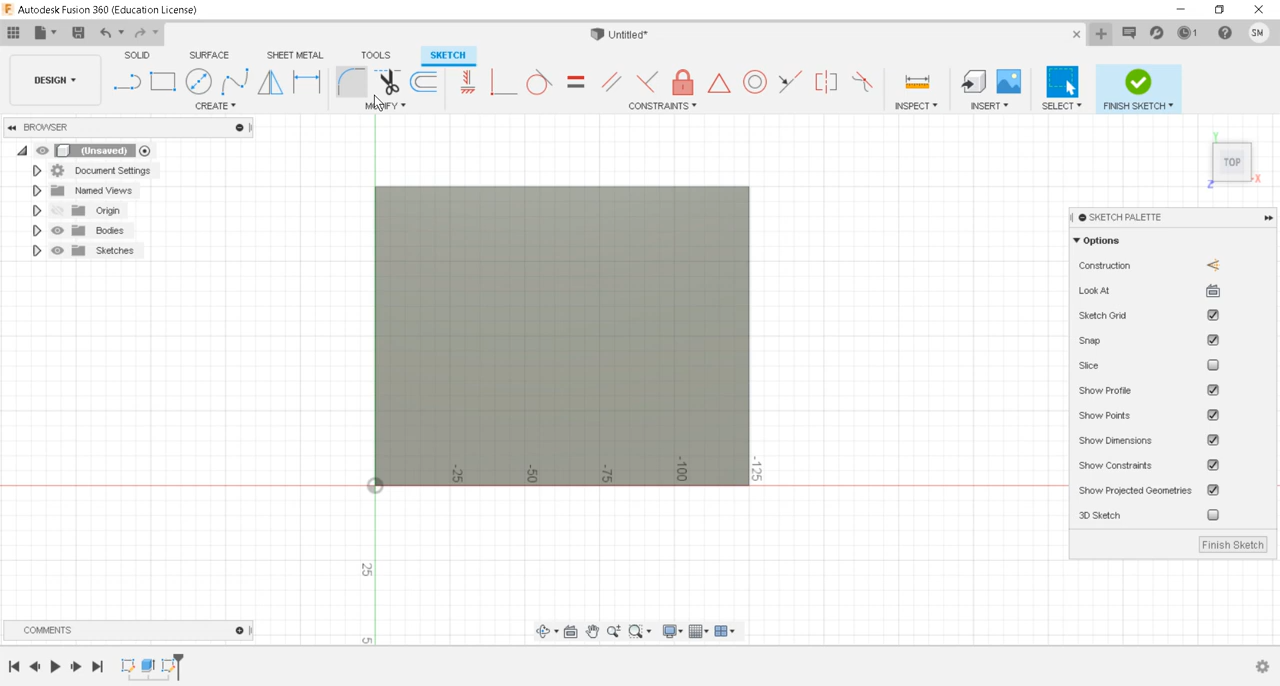 Autodesk Fusion 360 (Education License)
Untitled*
1
SM
SOLID
SURFACE
SHEET METAL
TOOLS
SKETCH
DESIGN
CREATE
MODIFY
CONSTRAINTS
INSPECT
INSERT
SELECT
FINISH SKETCH
BROWSER
(Unsaved)
Document Settings
Named Views
Origin
Bodies
Sketches
Y
TOP
Z
X
SKETCH PALETTE
Options
Construction
Look At
Sketch Grid
Snap
Slice
Show Profile
Show Points
Show Dimensions
Show Constraints
Show Projected Geometries
3D Sketch
Finish Sketch
-25
-50
-75
-100
-125
25
5
COMMENTS